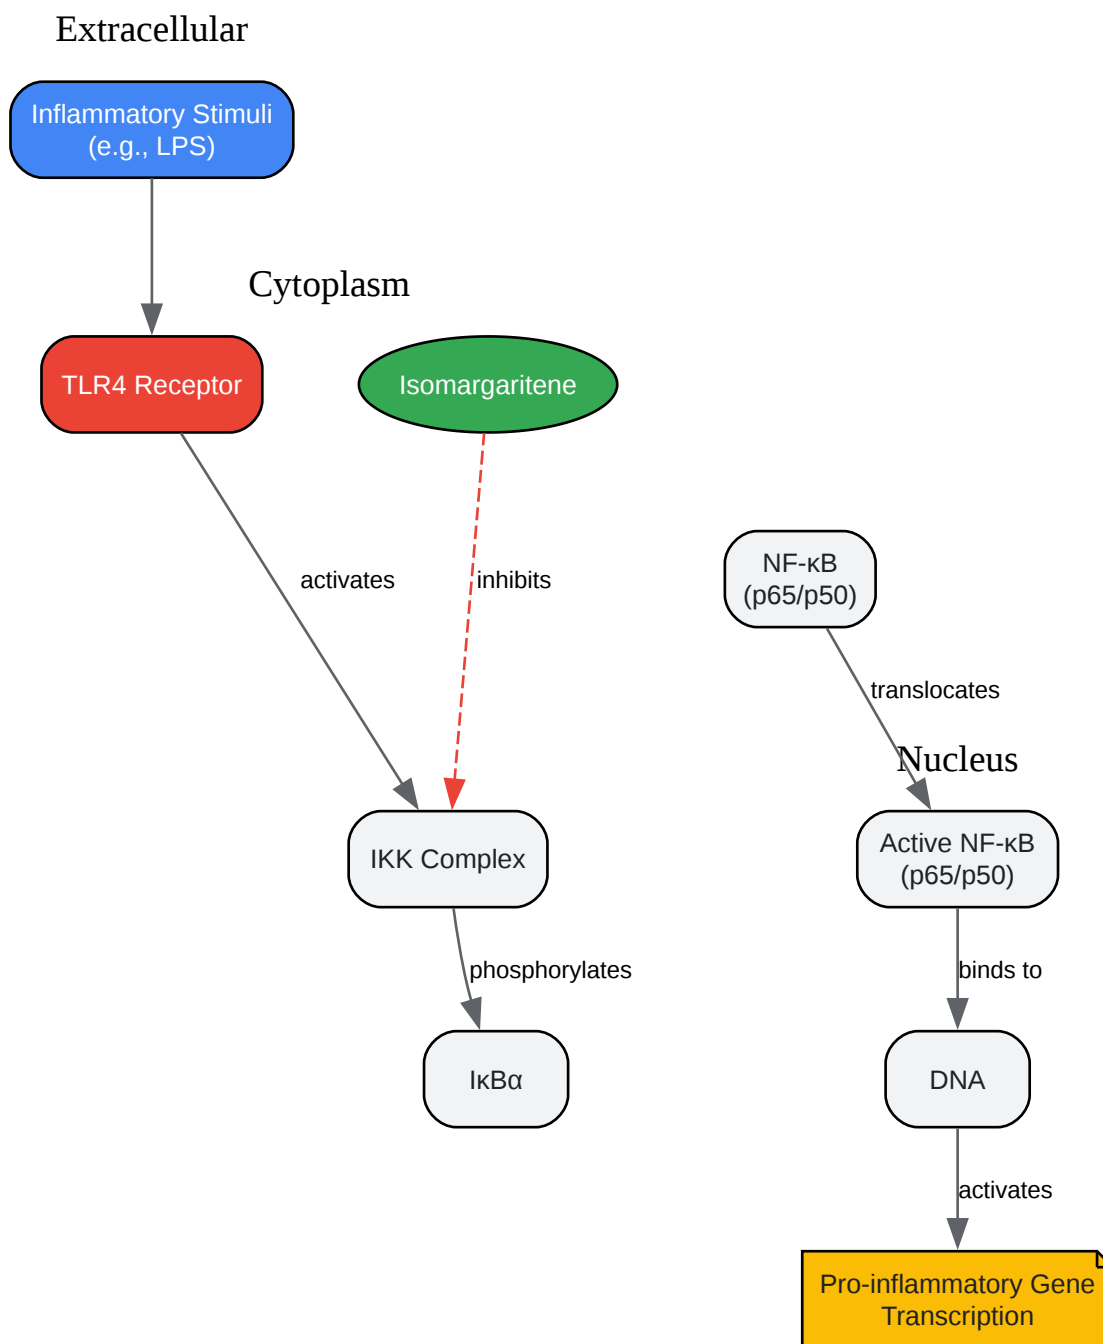 Extracellular
Inflammatory Stimuli
(e.g., LPS)
Cytoplasm
TLR4 Receptor
Isomargaritene
activates
inhibits
NF-κB
(p65/p50)
translocates
Nucleus
IKK Complex
Active NF-κB
(p65/p50)
phosphorylates
binds to
IκBα
DNA
activates
Pro-inflammatory Gene
Transcription